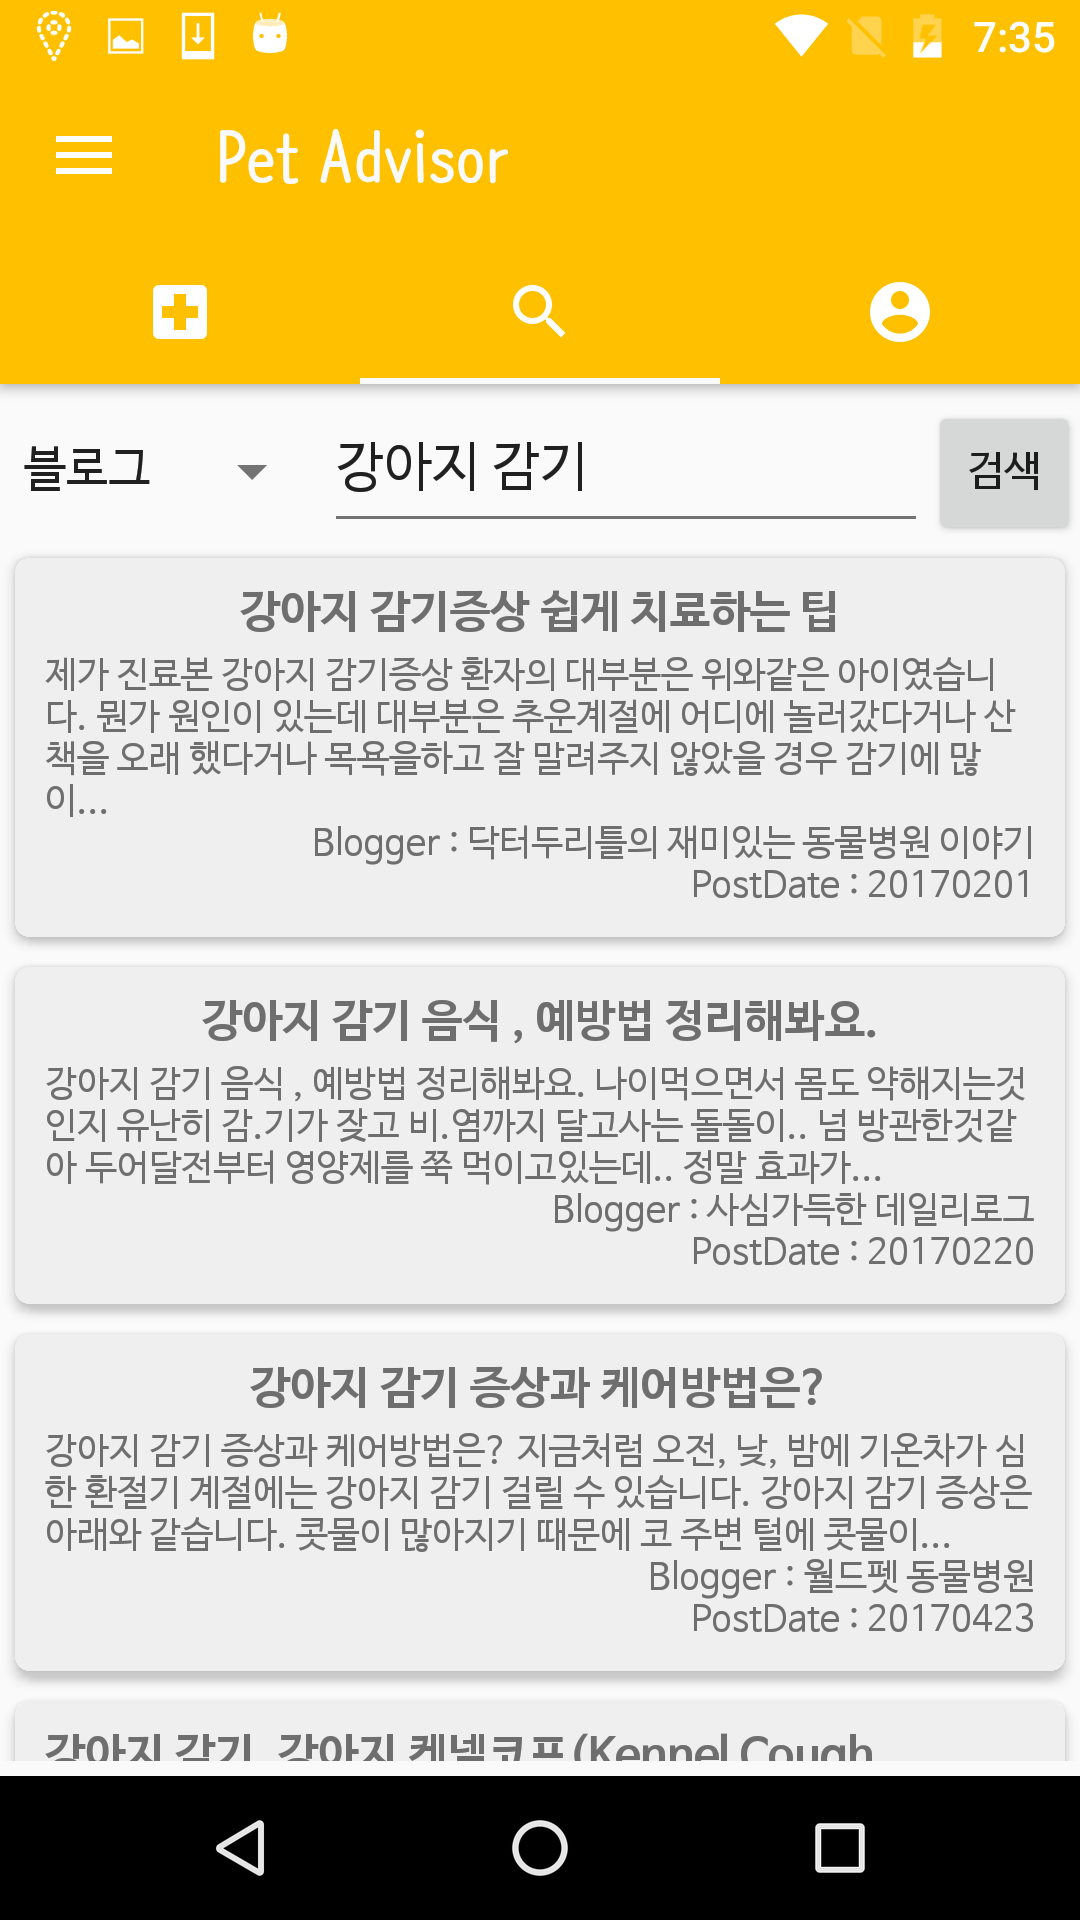 7:35
Pet Advisor
블로그
강아지 감기
검색
강아지 감기증상 쉽게 치료하는 팁
제가 진료본 강아지 감기증상 환자의 대부분은 위와같은 아이였습니
다. 뭔가 원인이 있는데 대부분은 추운계절에 어디에 놀러갔다거나 산
책을 오래 했다거나 목욕을하고 잘 말려주지 않았을 경우 감기에 많
이...
Blogger : 닥터두리틀의 재미있는 동물병원 이야기
PostDate : 20170201
강아지 감기 음식 , 예방법 정리해봐요.
강아지 감기 음식 , 예방법 정리해봐요. 나이먹으면서 몸도 약해지는것
인지 유난히 감.기가 잦고 비.염까지 달고사는 돌돌이.. 넘 방관한것같
아 두어달전부터 영양제를 쭉 먹이고있는데.. 정말 효과가...
Blogger : 사심가득한 데일리로그
PostDate : 20170220
강아지 감기 증상과 케어방법은?
강아지 감기 증상과 케어방법은? 지금처럼 오전, 낮, 밤에 기온차가 심
한 환절기 계절에는 강아지 감기 걸릴 수 있습니다. 강아지 감기 증상은
아래와 같습니다. 콧물이 많아지기 때문에 코 주변 털에 콧물이...
Blogger : 월드펫 동물병원
PostDate : 20170423
강아지 감기, 강아지 켄넬코프(Kennel Cough